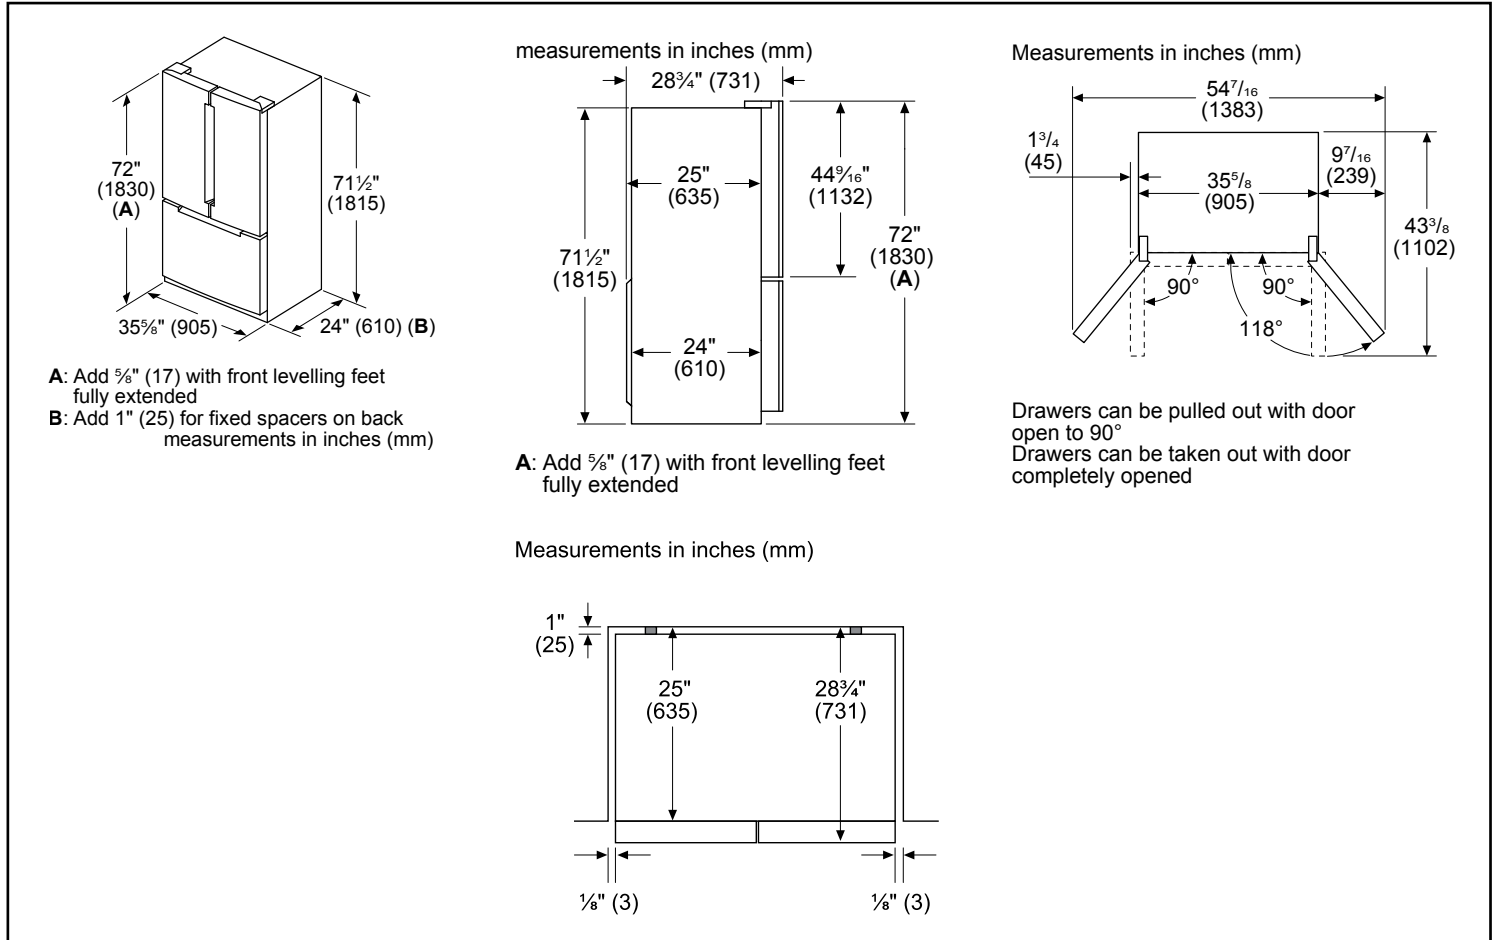 72"
(1830)
(A)
71½"
(1815)
35⅝" (905)
24" (610) (B)
A: Add ⅝" (17) with front levelling feet
fully extended
B: Add 1" (25) for fixed spacers on back
measurements in inches (mm)
measurements in inches (mm)
28¾" (731)
25"
(635)
44⁹⁄₁₆"
(1132)
71½"
(1815)
72"
(1830)
(A)
24"
(610)
A: Add ⅝" (17) with front levelling feet
fully extended
Measurements in inches (mm)
54⁷/₁₆
(1383)
1³/₄
(45)
35⁵/₈
(905)
9⁷/₁₆
(239)
43³/₈
(1102)
90°
90°
118°
Drawers can be pulled out with door
open to 90°
Drawers can be taken out with door
completely opened
Measurements in inches (mm)
1"
(25)
25"
(635)
28¾"
(731)
⅛" (3)
⅛" (3)